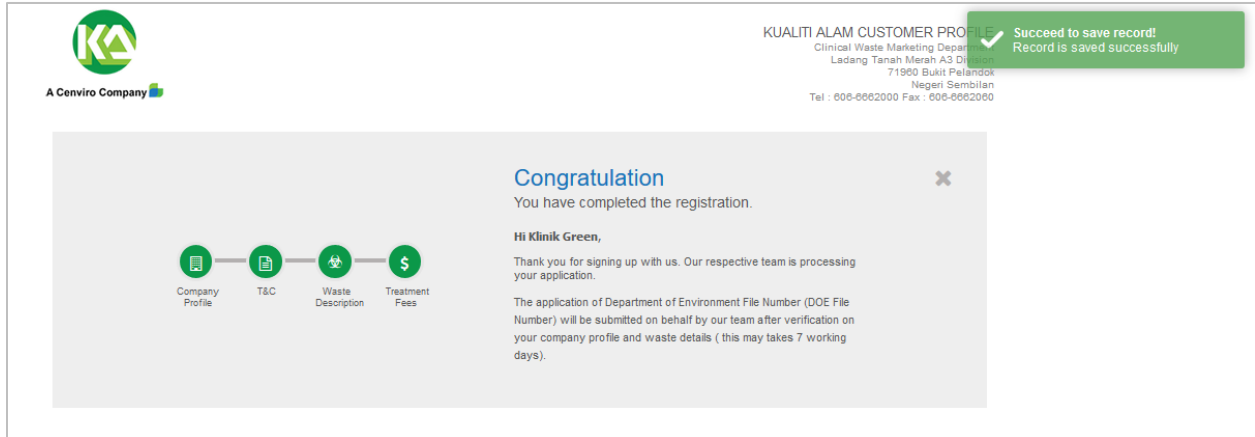 KA
A Cenviro Company
KUALITI ALAM CUSTOMER PROFILE
Clinical Waste Marketing Department
Ladang Tanah Merah A3 Division
71960 Bukit Pelandok
Negeri Sembilan
Tel : 606-6662000 Fax : 606-6662060
Succeed to save record!
Record is saved successfully
Company
Profile
T&C
Waste
Description
Treatment
Fees
Congratulation
You have completed the registration.
Hi Klinik Green,
Thank you for signing up with us. Our respective team is processing
your application.
The application of Department of Environment File Number (DOE File
Number) will be submitted on behalf by our team after verification on
your company profile and waste details ( this may takes 7 working
days).